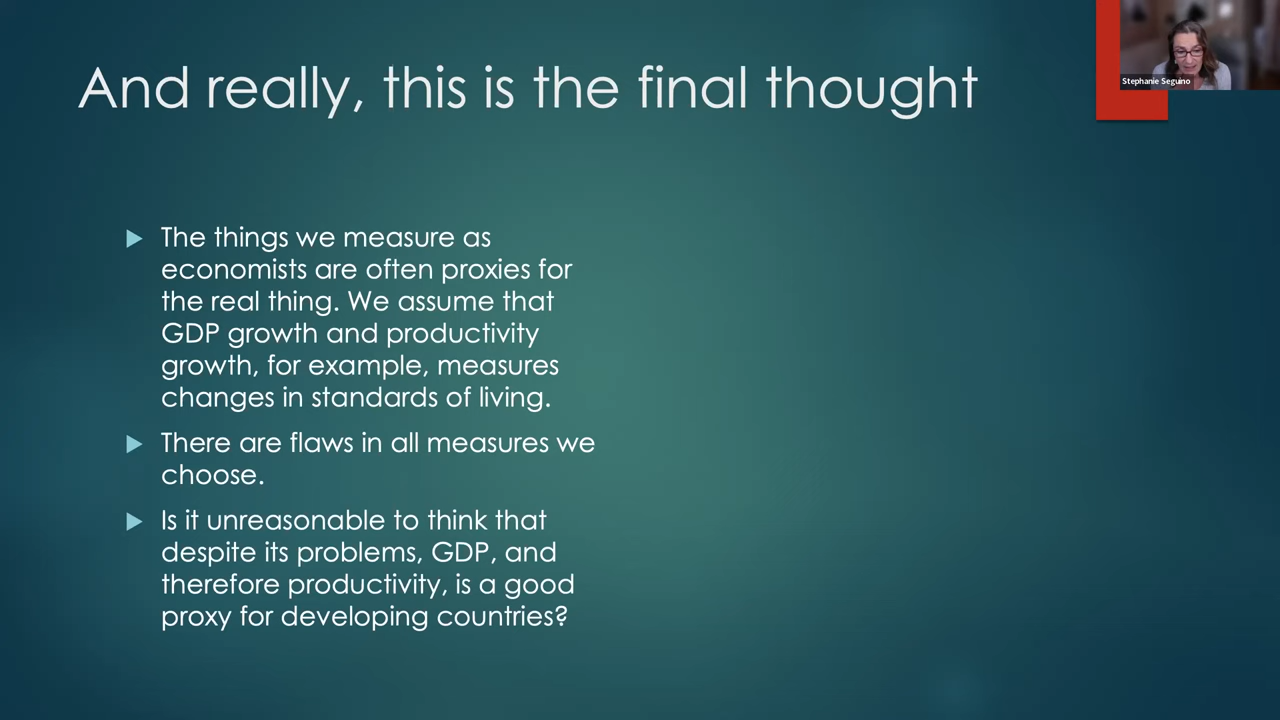 And really, this is the final thought
Stephanie Seguino
The things we measure as
economists are often proxies for
the real thing. We assume that
GDP growth and productivity
growth, for example, measures
changes in standards of living.
There are flaws in all measures we
choose.
Is it unreasonable to think that
despite its problems, GDP, and
therefore productivity, is a good
proxy for developing countries?